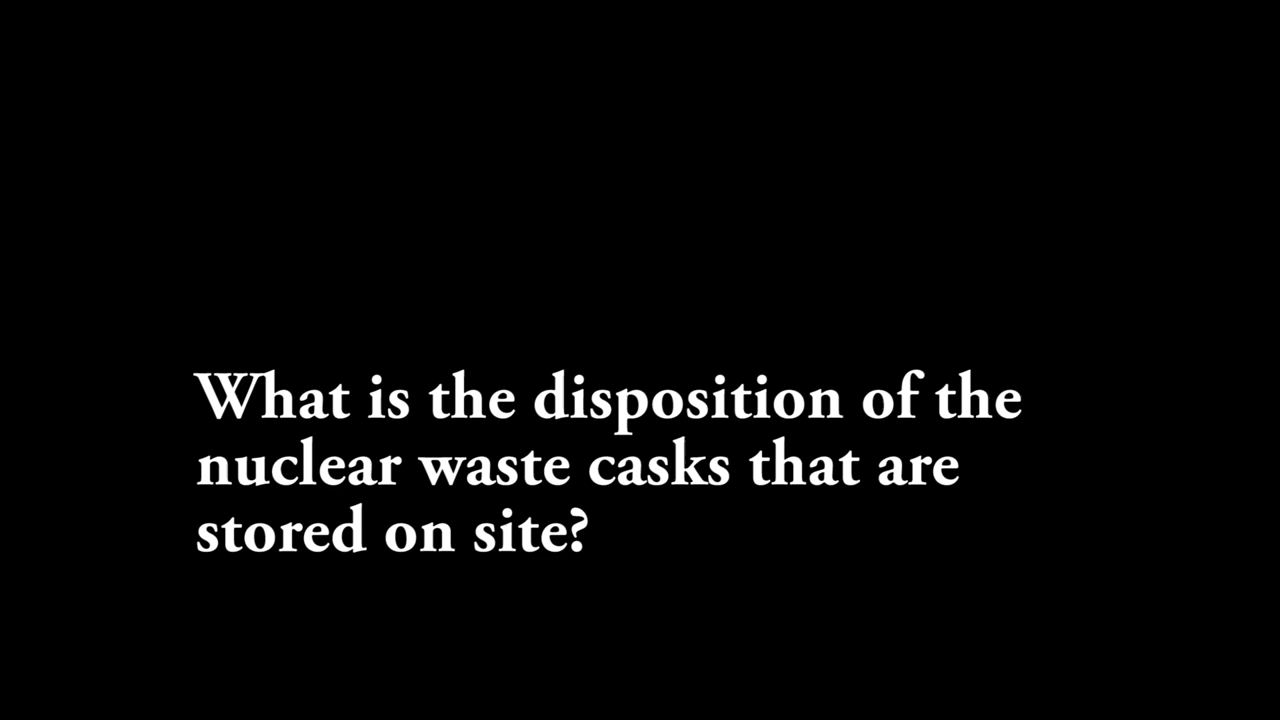 What is the disposition of the
nuclear waste casks that are
stored on site?